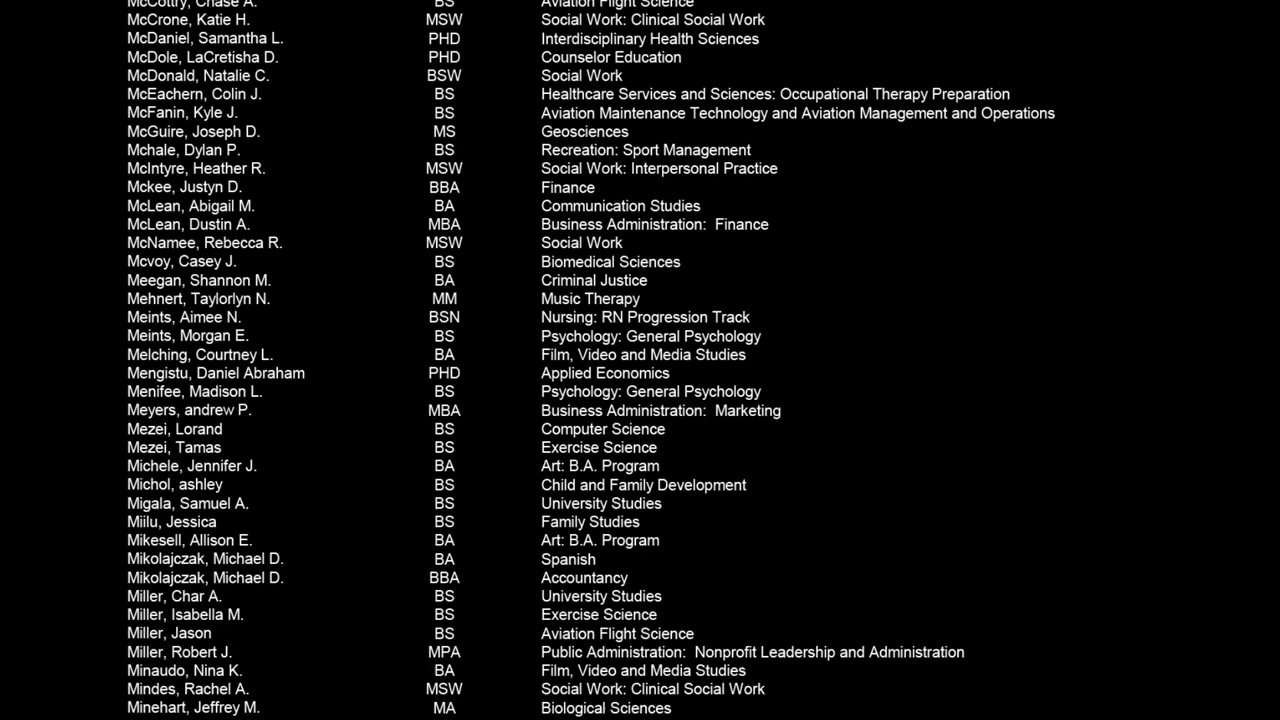 McCottry, Chase A. BS Aviation Flight Science
McCrone, Katie H. MSW Social Work: Clinical Social Work
McDaniel, Samantha L. PHD Interdisciplinary Health Sciences
McDole, LaCretisha D. PHD Counselor Education
McDonald, Natalie C. BSW Social Work
McEachern, Colin J. BS Healthcare Services and Sciences: Occupational Therapy Preparation
McFanin, Kyle J. BS Aviation Maintenance Technology and Aviation Management and Operations
McGuire, Joseph D. MS Geosciences
Mchale, Dylan P. BS Recreation: Sport Management
McIntyre, Heather R. MSW Social Work: Interpersonal Practice
Mckee, Justyn D. BBA Finance
McLean, Abigail M. BA Communication Studies
McLean, Dustin A. MBA Business Administration:  Finance
McNamee, Rebecca R. MSW Social Work
Mcvoy, Casey J. BS Biomedical Sciences
Meegan, Shannon M. BA Criminal Justice
Mehnert, Taylorlyn N. MM Music Therapy
Meints, Aimee N. BSN Nursing: RN Progression Track
Meints, Morgan E. BS Psychology: General Psychology
Melching, Courtney L. BA Film, Video and Media Studies
Mengistu, Daniel Abraham PHD Applied Economics
Menifee, Madison L. BS Psychology: General Psychology
Meyers, andrew P. MBA Business Administration:  Marketing
Mezei, Lorand BS Computer Science
Mezei, Tamas BS Exercise Science
Michele, Jennifer J. BA Art: B.A. Program
Michol, ashley BS Child and Family Development
Migala, Samuel A. BS University Studies
Miilu, Jessica BS Family Studies
Mikesell, Allison E. BA Art: B.A. Program
Mikolajczak, Michael D. BA Spanish
Mikolajczak, Michael D. BBA Accountancy
Miller, Char A. BS University Studies
Miller, Isabella M. BS Exercise Science
Miller, Jason BS Aviation Flight Science
Miller, Robert J. MPA Public Administration:  Nonprofit Leadership and Administration
Minaudo, Nina K. BA Film, Video and Media Studies
Mindes, Rachel A. MSW Social Work: Clinical Social Work
Minehart, Jeffrey M. MA Biological Sciences